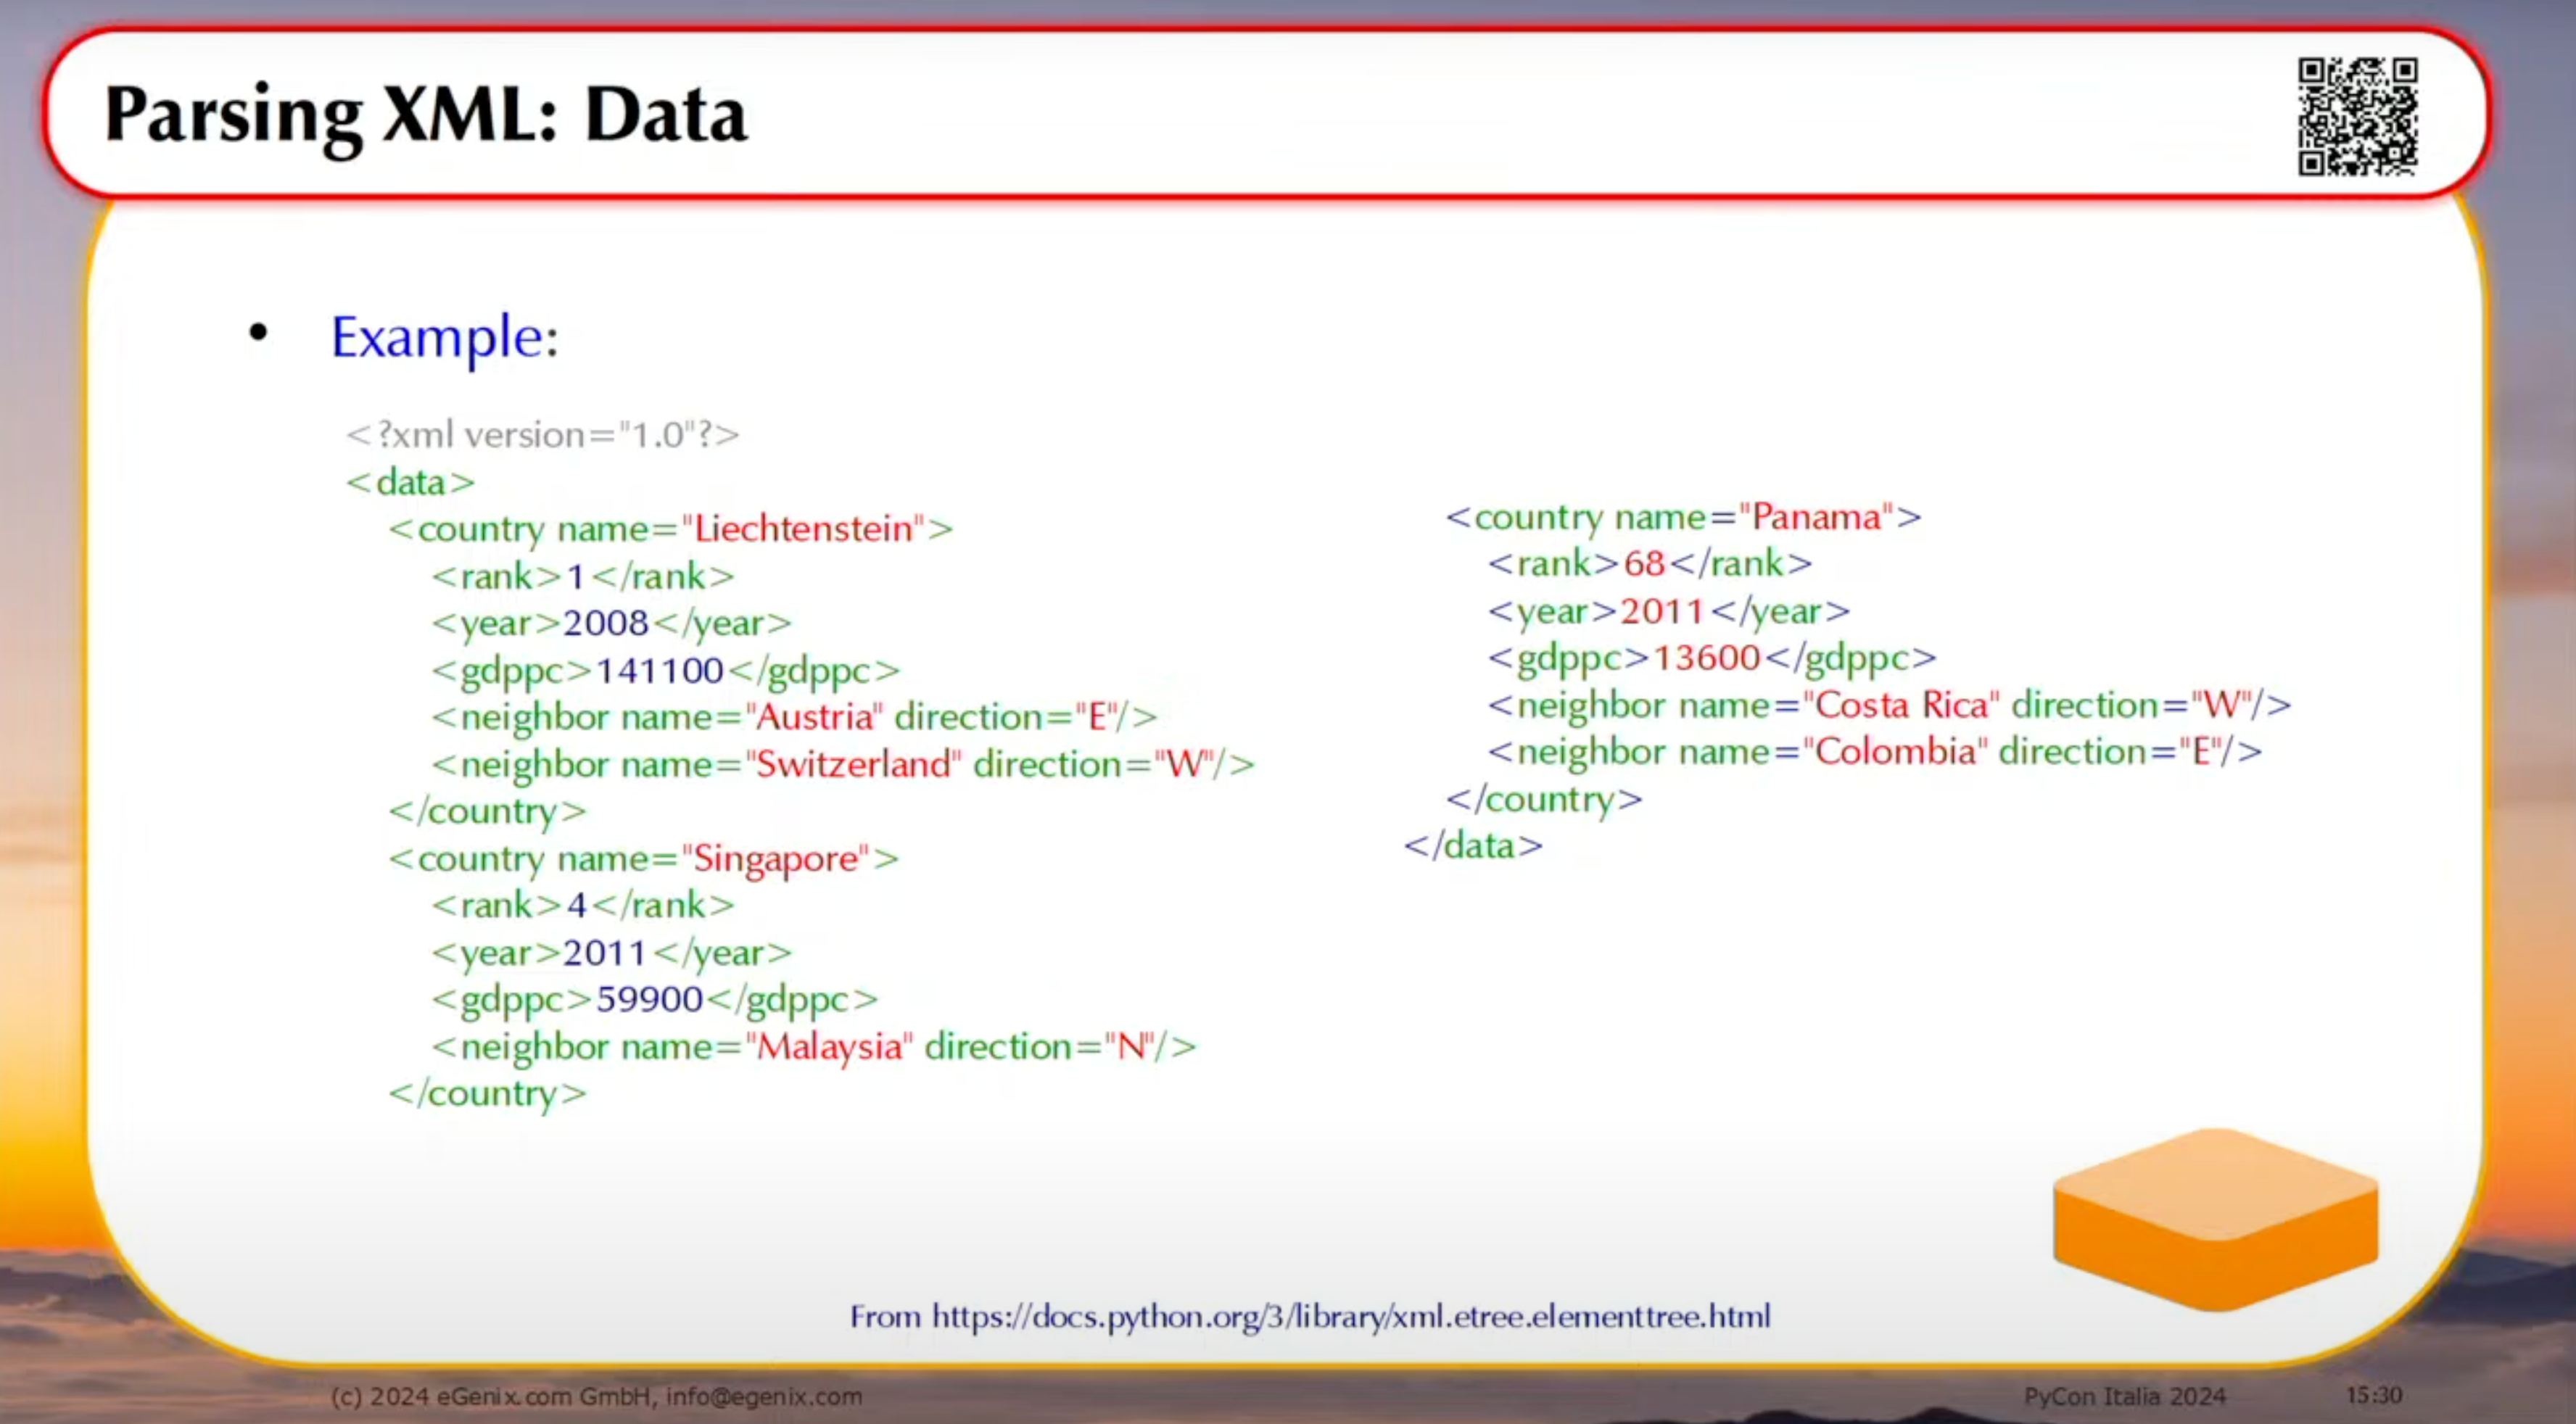 Parsing XML: Data
• Example:
<?xml version="1.0"?>
<data>
<country name="Liechtenstein">
<rank>1</rank>
<year>2008</year>
<gdppc>141100</gdppc>
<neighbor name="Austria" direction="E"/>
<neighbor name="Switzerland" direction="W"/>
</country>
<country name="Singapore">
<rank>4</rank>
<year>2011</year>
<gdppc>59900</gdppc>
<neighbor name="Malaysia" direction="N"/>
</country>
<country name="Panama">
<rank>68</rank>
<year>2011</year>
<gdppc>13600</gdppc>
<neighbor name="Costa Rica" direction="W"/>
<neighbor name="Colombia" direction="E"/>
</country>
</data>
From https://docs.python.org/3/library/xml.etree.elementtree.html
(c) 2024 eGenix.com GmbH, info@egenix.com
PyCon Italia 2024
15:30